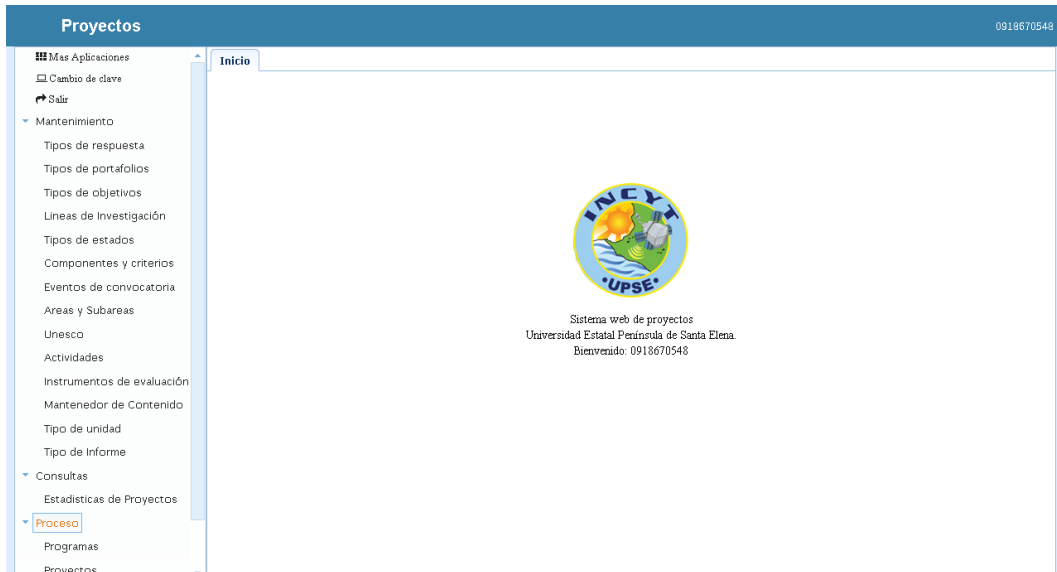 Proyectos
0918670548
Mas Aplicaciones
Cambio de clave
Salir
Mantenimiento
Tipos de respuesta
Tipos de portafolios
Tipos de objetivos
Lineas de Investigación
Tipos de estados
Componentes y criterios
Eventos de convocatoria
Areas y Subareas
Unesco
Actividades
Instrumentos de evaluación
Mantenedor de Contenido
Tipo de unidad
Tipo de Informe
Consultas
Estadisticas de Proyectos
Proceso
Programas
Proyectos
Inicio
INCYT
UPSE
Sistema web de proyectos
Universidad Estatal Península de Santa Elena.
Bienvenido: 0918670548